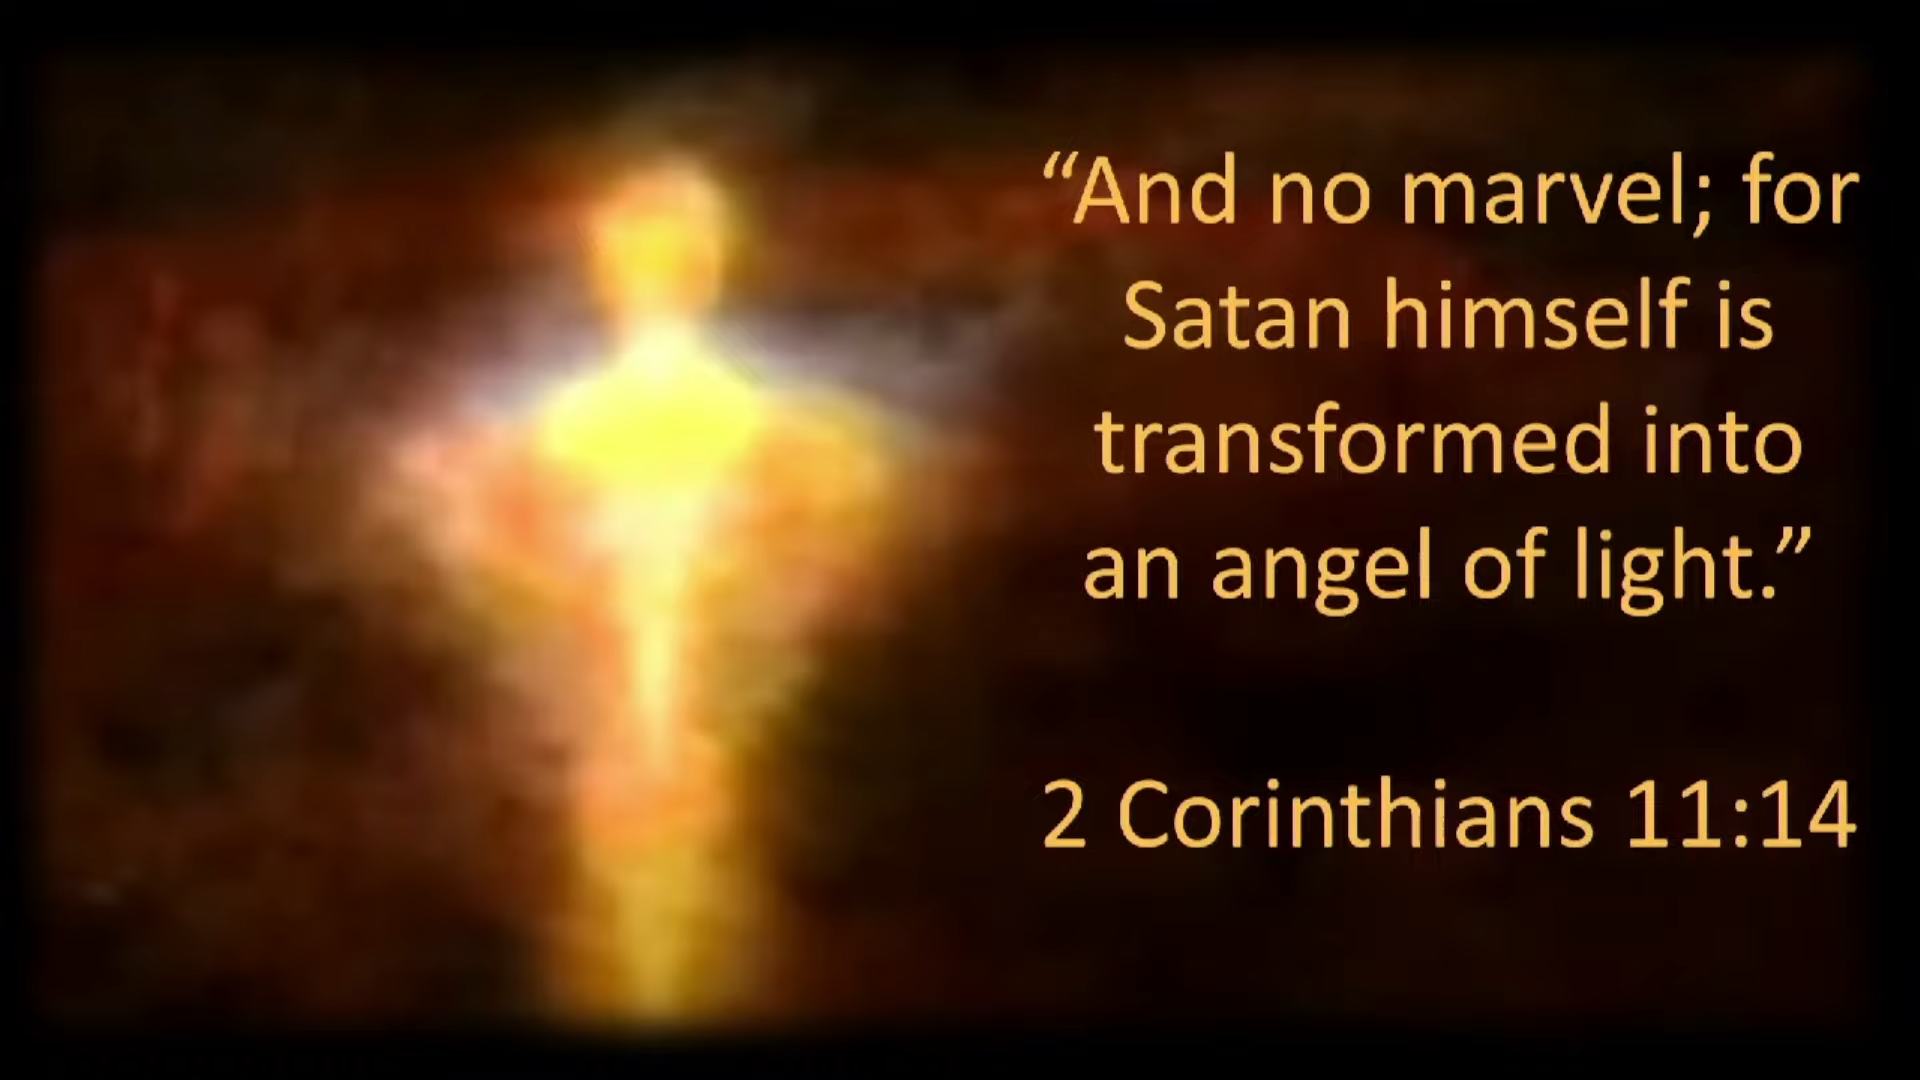 “And no marvel; for
Satan himself is
transformed into
an angel of light.”
2 Corinthians 11:14